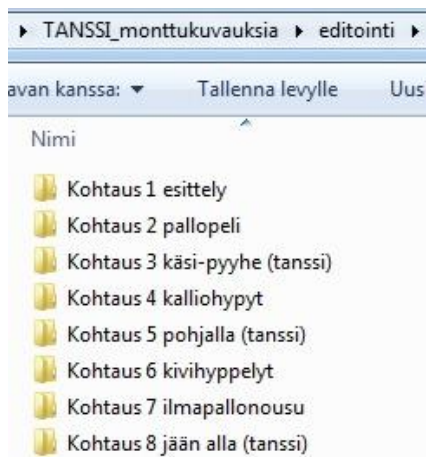 TANSSI_monttukuvauksia ▸ editointi ▸
avan kanssa: Tallenna levylle Uus
Nimi
Kohtaus 1 esittely
Kohtaus 2 pallopeli
Kohtaus 3 käsi-pyyhe (tanssi)
Kohtaus 4 kalliohypyt
Kohtaus 5 pohjalla (tanssi)
Kohtaus 6 kivihyppelyt
Kohtaus 7 ilmapallonousu
Kohtaus 8 jään alla (tanssi)